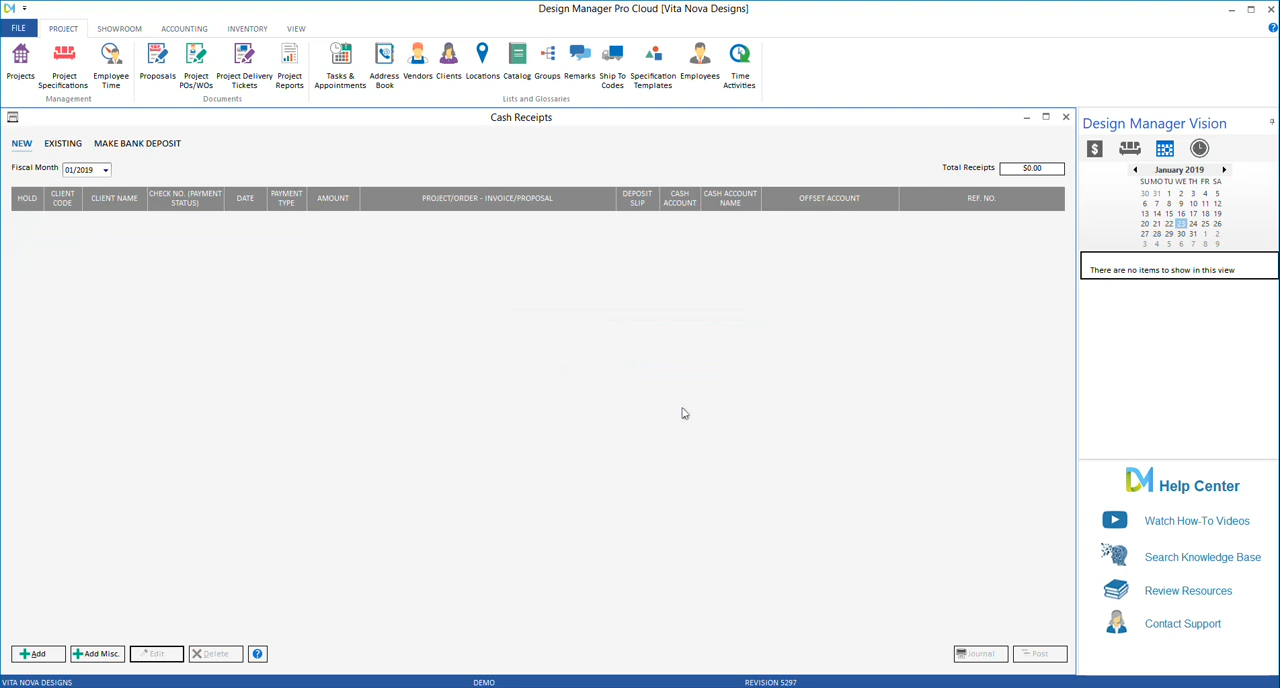 Design Manager Pro Cloud [Vita Nova Designs]
FILE PROJECT SHOWROOM ACCOUNTING INVENTORY VIEW
Projects
Project Specifications
Employee Time
Proposals
Project POs/WOs
Project Delivery Tickets
Project Reports
Tasks & Appointments
Address Book
Vendors
Clients
Locations
Catalog
Groups
Remarks
Ship To Codes
Specification Templates
Employees
Time Activities
Management
Documents
Lists and Glossaries
Cash Receipts
NEW EXISTING MAKE BANK DEPOSIT
Fiscal Month 01/2019
Total Receipts $0.00
HOLD
CLIENT CODE
CLIENT NAME
CHECK NO. (PAYMENT STATUS)
DATE
PAYMENT TYPE
AMOUNT
PROJECT/ORDER - INVOICE/PROPOSAL
DEPOSIT SLIP
CASH ACCOUNT
CASH ACCOUNT NAME
OFFSET ACCOUNT
REF. NO.
Add
Add Misc.
Edit
Delete
Journal
Post
Design Manager Vision
January 2019
SU MO TU WE TH FR SA
30 31 1 2 3 4 5
6 7 8 9 10 11 12
13 14 15 16 17 18 19
20 21 22 23 24 25 26
27 28 29 30 31 1 2
3 4 5 6 7 8 9
There are no items to show in this view
DM Help Center
Watch How-To Videos
Search Knowledge Base
Review Resources
Contact Support
VITA NOVA DESIGNS DEMO REVISION 5297